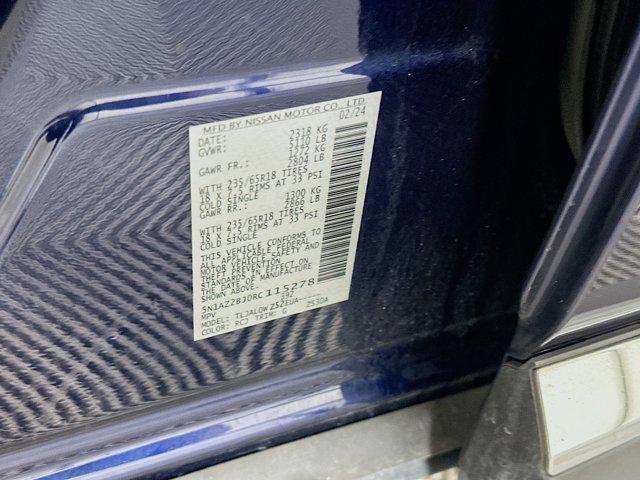 MFD BY NISSAN MOTOR CO., LTD.
DATE: 02/24
GVWR: 2318 KG
5110 LB
GAWR FR.: 1272 KG
2804 LB
WITH 235/65R18 TIRES
18 X 7.5 RIMS AT 33 PSI
COLD SINGLE
GAWR RR.: 1300 KG
2866 LB
WITH 235/65R18 TIRES
18 X 7.5 RIMS AT 33 PSI
COLD SINGLE
THIS VEHICLE CONFORMS TO
ALL APPLICABLE FEDERAL
MOTOR VEHICLE SAFETY AND
THEFT PREVENTION
STANDARDS IN EFFECT ON
THE DATE OF MANUFACTURE
SHOWN ABOVE.
5N1AZ2BJ0RC115278
MPV 392
MODEL: TLJALQWZ52EUA
COLOR: RCJ TRIM: G 2530A